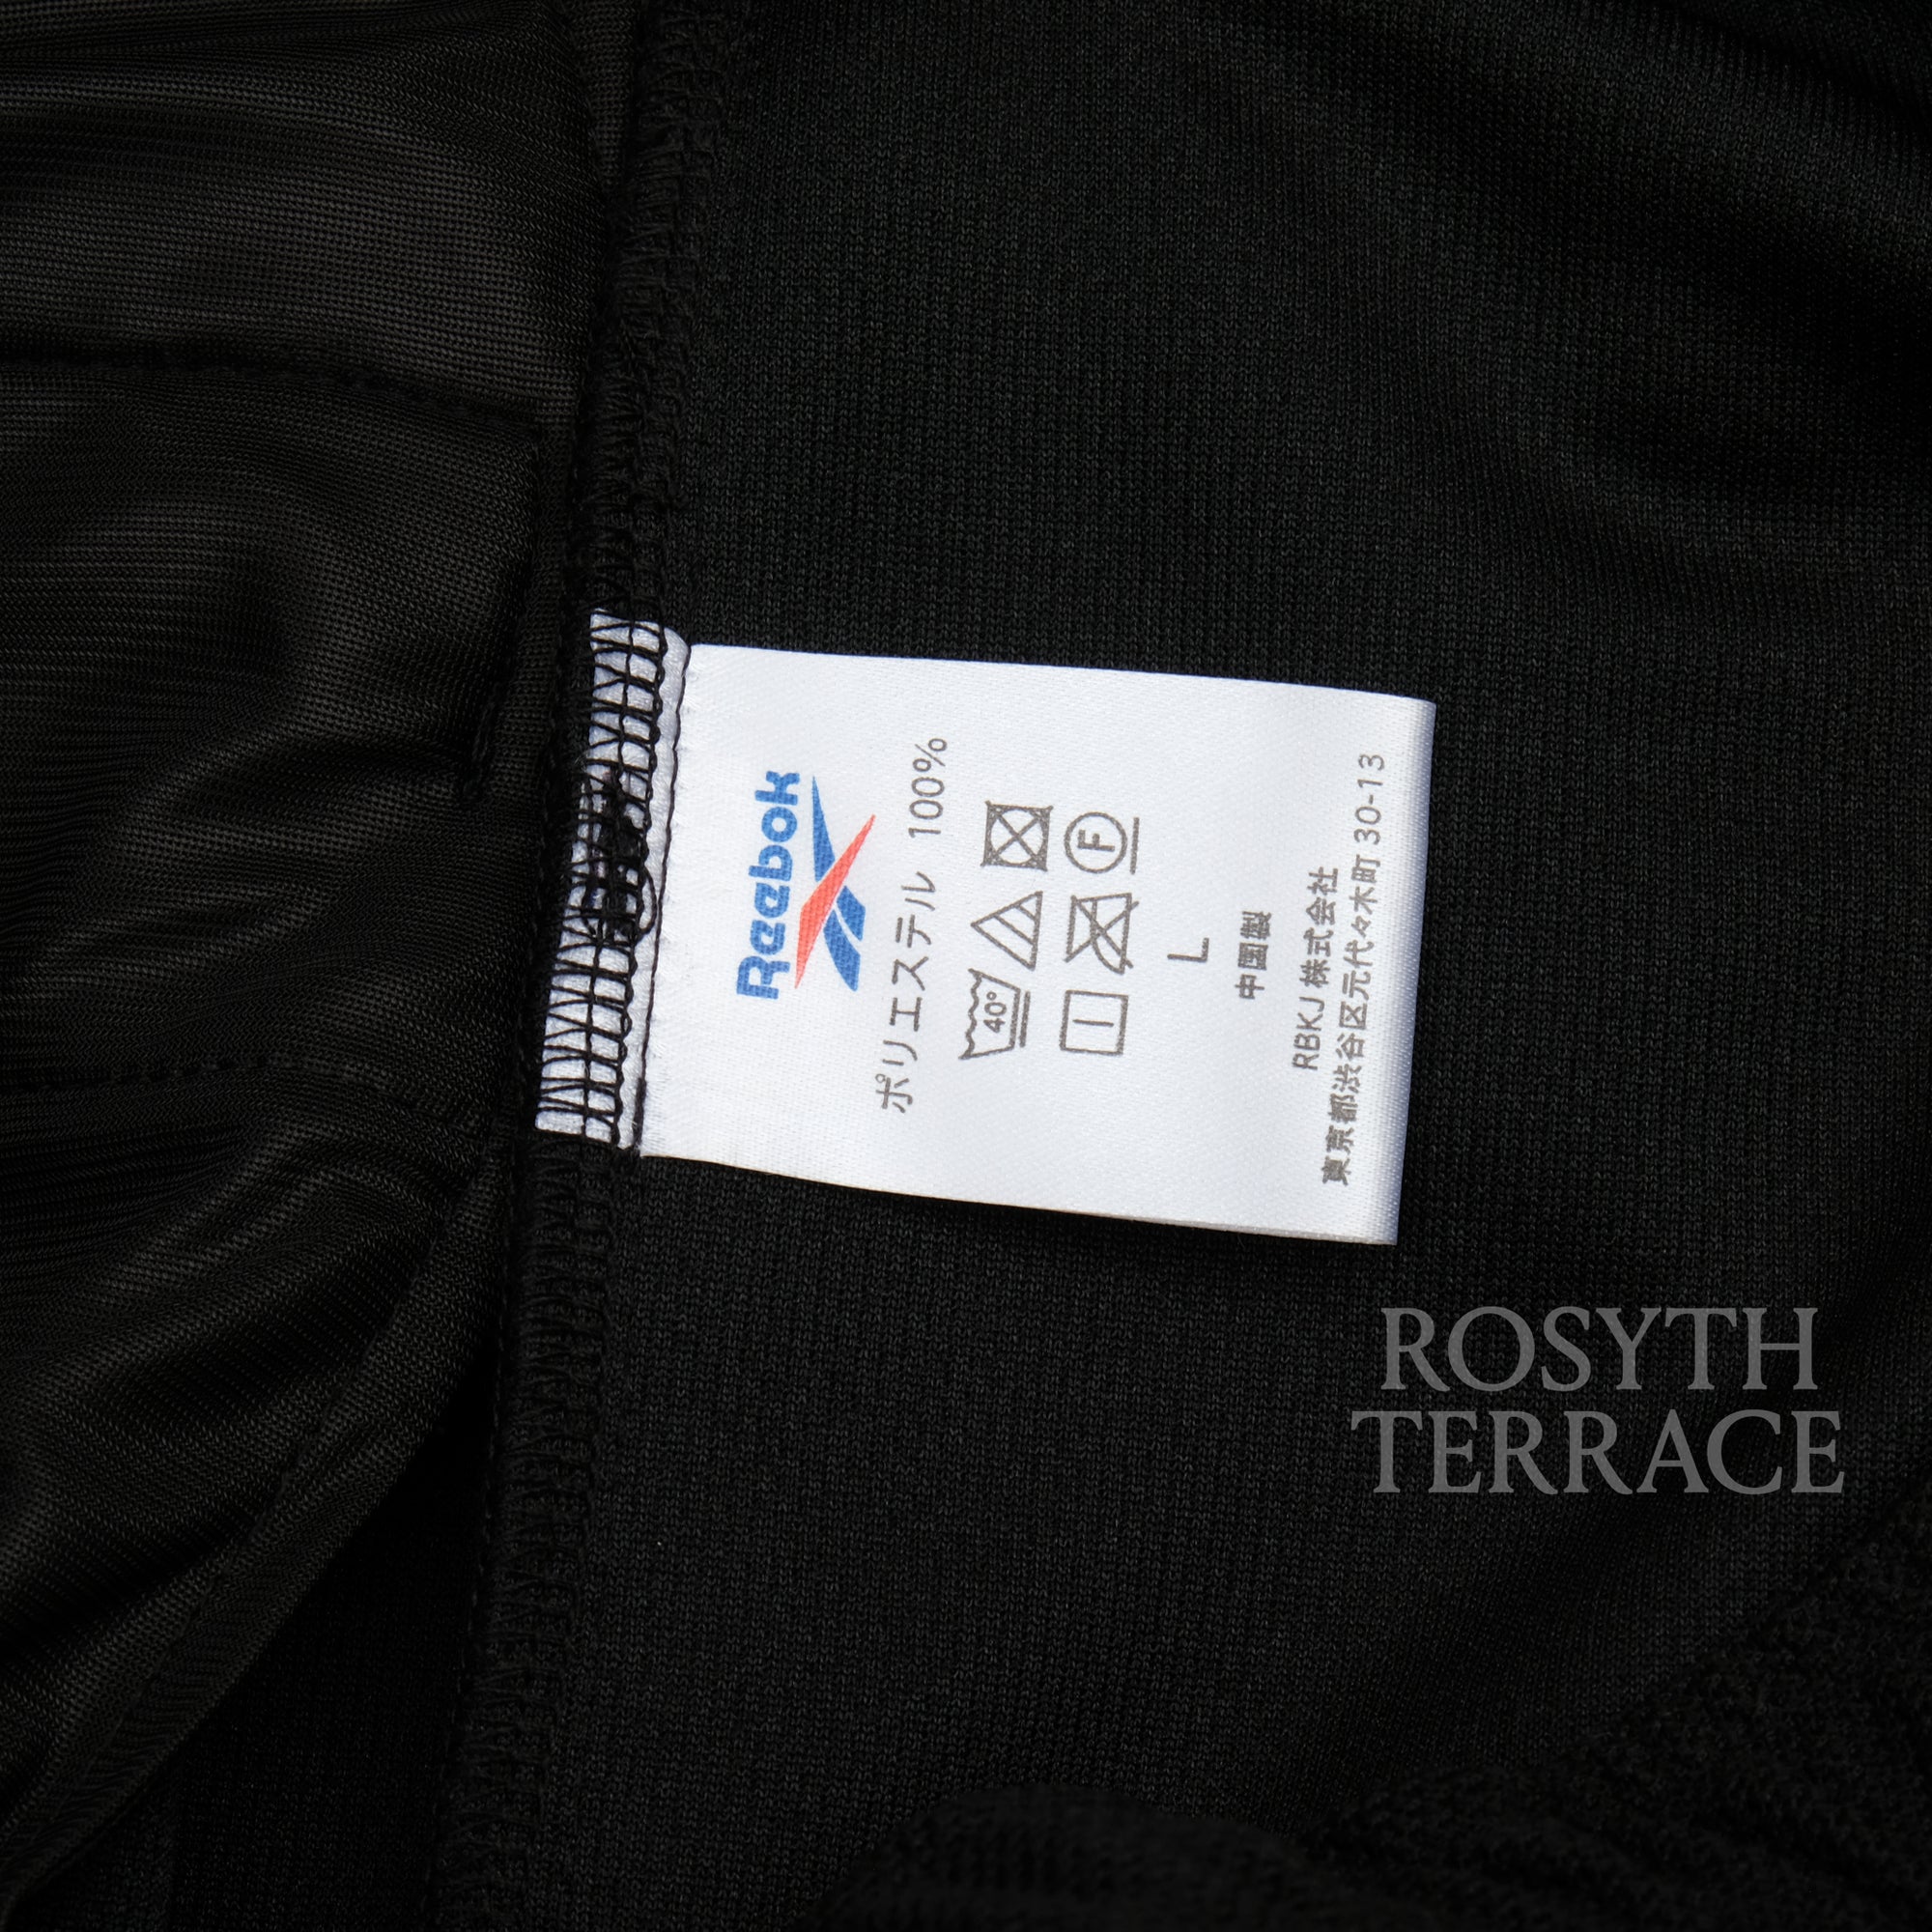 Reebok
ポリエステル 100%
40°
F
L
中国製
RBKJ 株式会社
東京都渋谷区元代々木町 30-13
ROSYTH
TERRACE